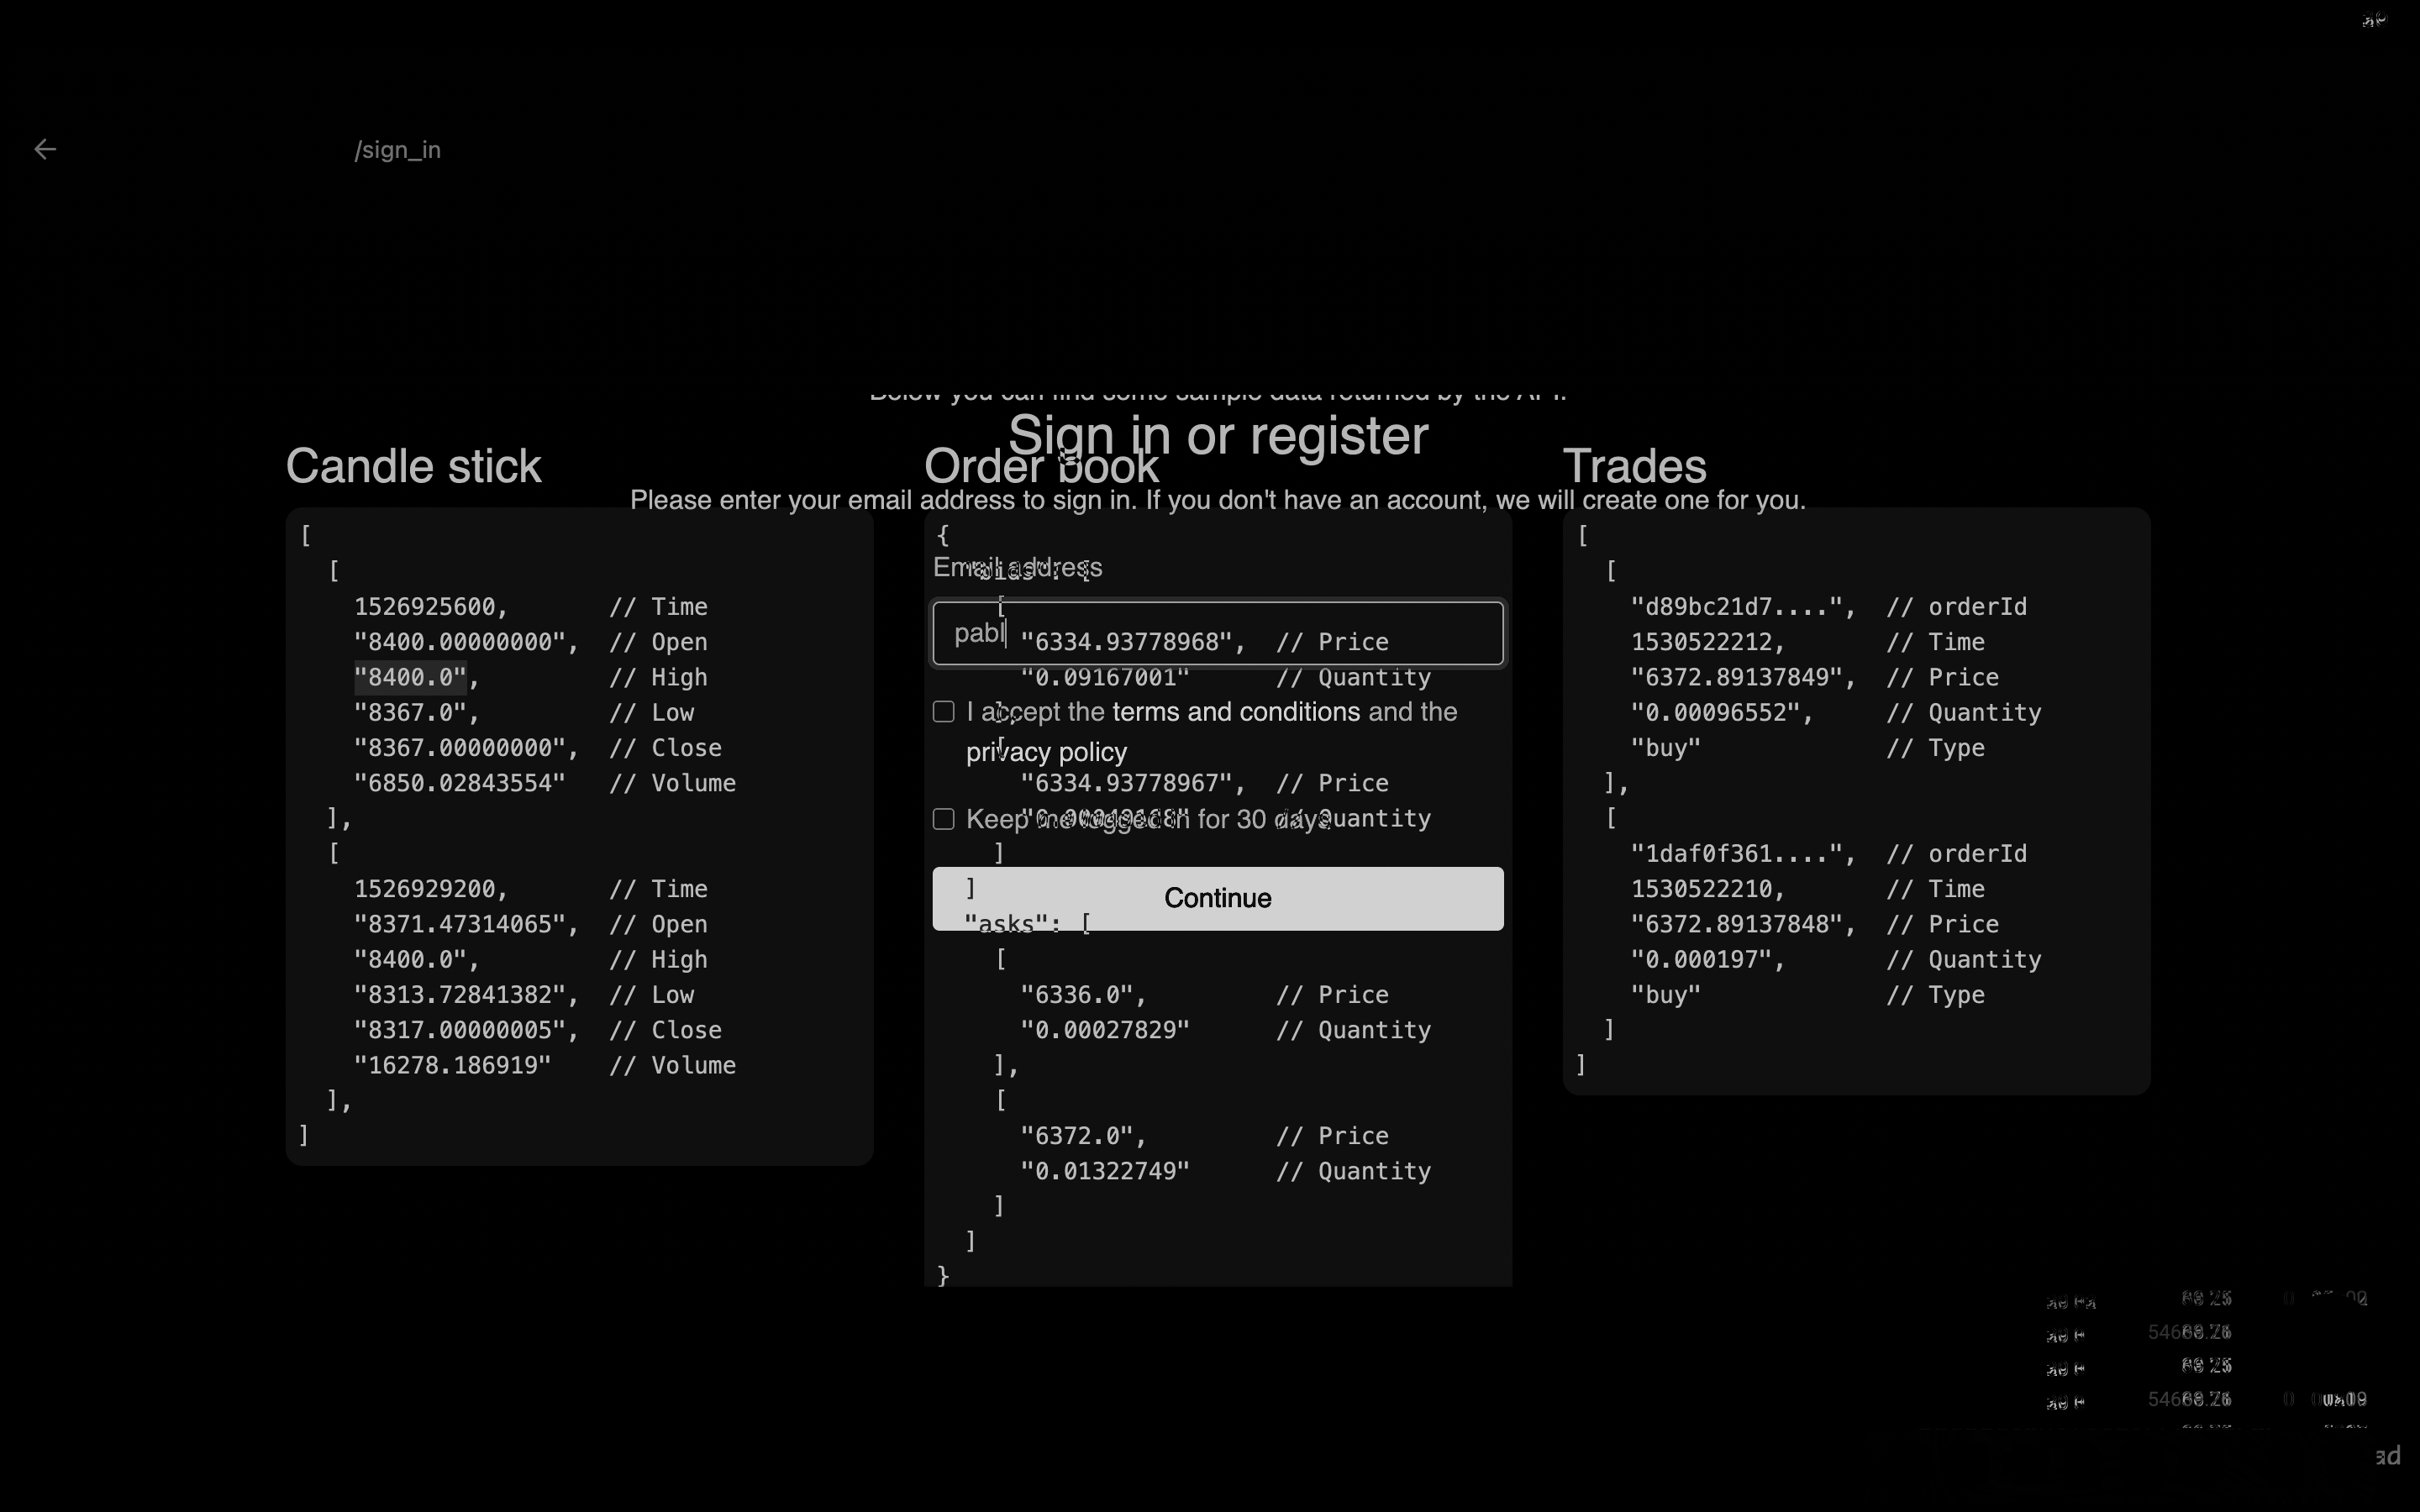 /sign_in
Below you can find some sample data returned by the API.
Sign in or register
Candle stick
Order book
Trades
Please enter your email address to sign in. If you don't have an account, we will create one for you.
[
[
1526925600, // Time
"8400.00000000", // Open
"8400.0", // High
"8367.0", // Low
"8367.00000000", // Close
"6850.02843554" // Volume
],
[
1526929200, // Time
"8371.47314065", // Open
"8400.0", // High
"8313.72841382", // Low
"8317.00000005", // Close
"16278.186919" // Volume
],
]
{
Email address
"bids": [
[
pabl
"6334.93778968", // Price
"0.09167001" // Quantity
],
I accept the terms and conditions and the
[
privacy policy
"6334.93778967", // Price
Keep me logged in for 30 days
// Quantity
]
]
Continue
"asks": [
[
"6336.0", // Price
"0.00027829" // Quantity
],
[
"6372.0", // Price
"0.01322749" // Quantity
]
]
}
[
[
"d89bc21d7....", // orderId
1530522212, // Time
"6372.89137849", // Price
"0.00096552", // Quantity
"buy" // Type
],
[
"1daf0f361....", // orderId
1530522210, // Time
"6372.89137848", // Price
"0.000197", // Quantity
"buy" // Type
]
]